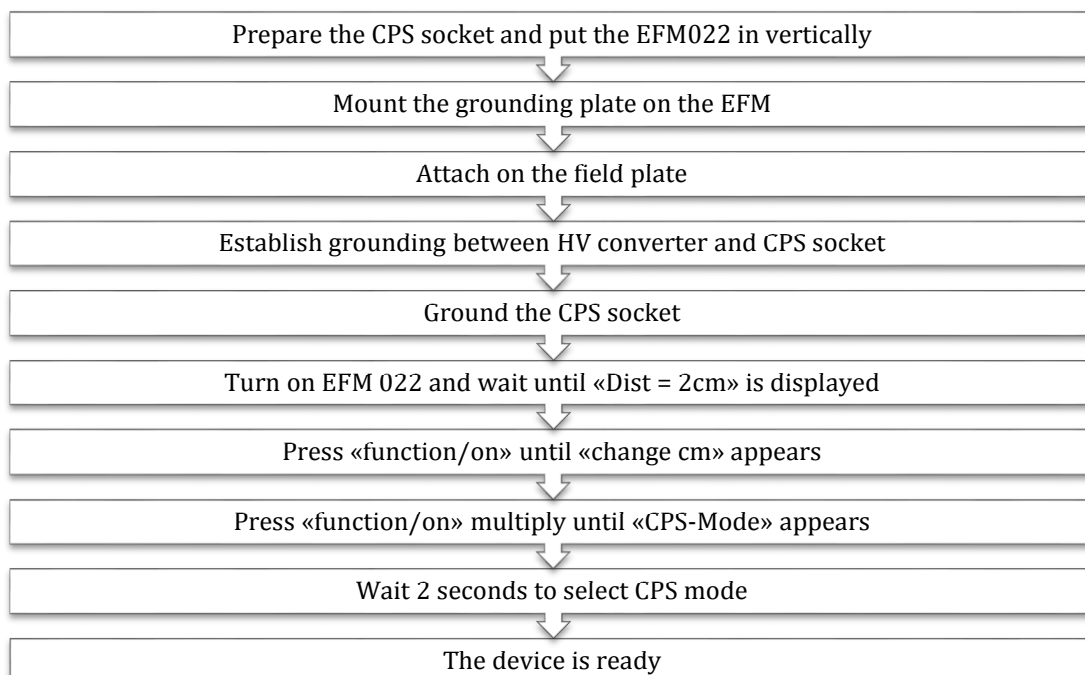 Prepare the CPS socket and put the EFM022 in vertically
Mount the grounding plate on the EFM
Attach on the field plate
Establish grounding between HV converter and CPS socket
Ground the CPS socket
Turn on EFM 022 and wait until «Dist = 2cm» is displayed
Press «function/on» until «change cm» appears
Press «function/on» multiply until «CPS-Mode» appears
Wait 2 seconds to select CPS mode
The device is ready